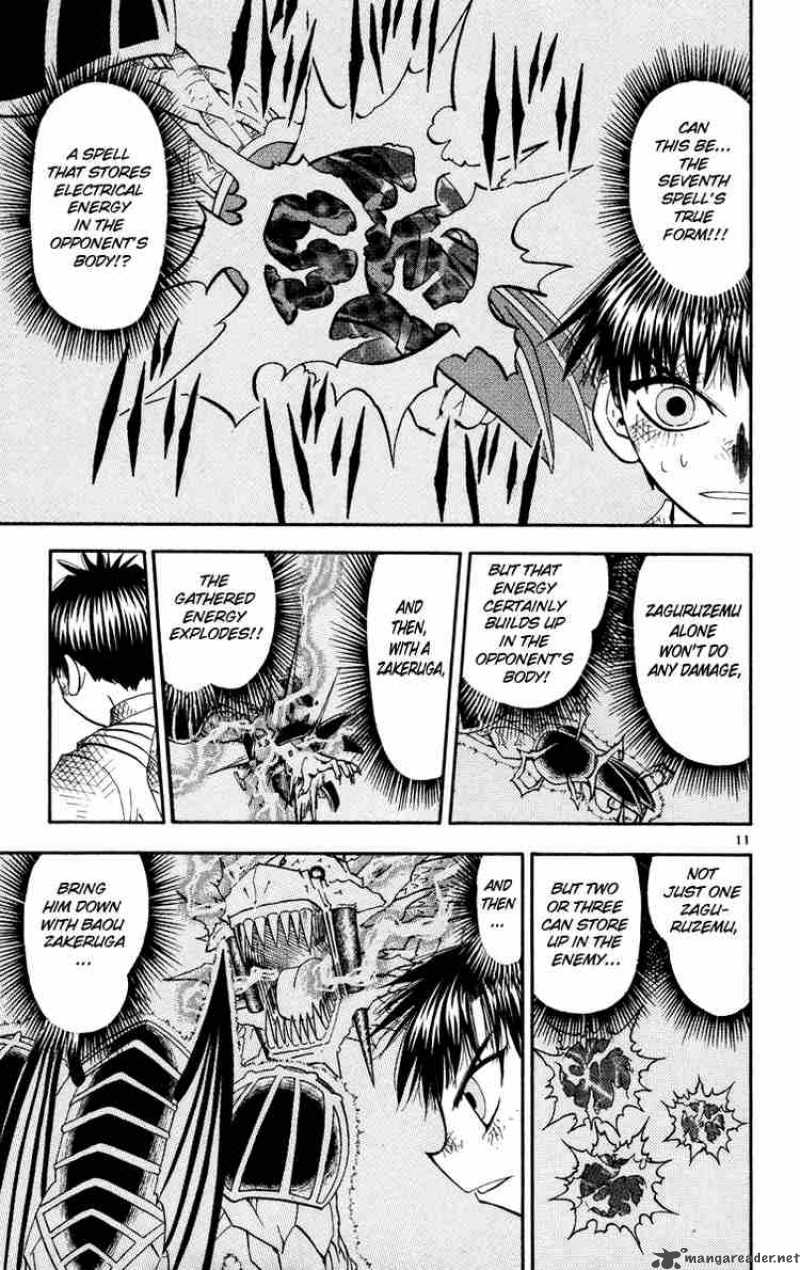 CAN
THIS
BE...
THE
SEVENTH
SPELL'S
TRUE
FORM!!!
A SPELL
THAT STORES
ELECTRICAL
ENERGY
IN THE
OPPONENT'S
BODY!?
ZAGURUZEMU
ALONE
WON'T DO
ANY DAMAGE,
BUT THAT
ENERGY
CERTAINLY
BUILDS UP
IN THE
OPPONENT'S
BODY!
AND
THEN,
WITH A
ZAKERUGA,
THE
GATHERED
ENERGY
EXPLODES!!
11
NOT
JUST ONE
ZAGU-
RUZEMU,
BUT TWO
OR THREE
CAN STORE
UP IN THE
ENEMY...
AND
THEN
...
BRING
HIM DOWN
WITH BAOU
ZAKERUGA
...
mangareader.net